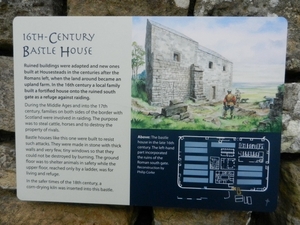 16TH-CENTURY
BASTLE HOUSE
Ruined buildings were adapted and new ones
built at Housesteads in the centuries after the
Romans left, when the land around became an
upland farm. In the 16th century a local family
built a fortified house onto the ruined south
gate as a refuge against raiding.
During the Middle Ages and into the 17th
century, families on both sides of the border with
Scotland were involved in raiding. The purpose
was to steal cattle, horses and to destroy the
property of rivals.
Bastle houses like this one were built to resist
such attacks. They were made in stone with thick
walls and very few, tiny windows so that they
could not be destroyed by burning. The ground
floor was to shelter animals in safety while the
upper floor, reached only by a ladder, was for
living and refuge.
In the safer times of the 18th century, a
corn-drying kiln was inserted into this bastle.
Above: The bastle
house in the late 16th
century. The left-hand
part incorporated
the ruins of the Roman
south gate
Reconstruction by
Philip Corke